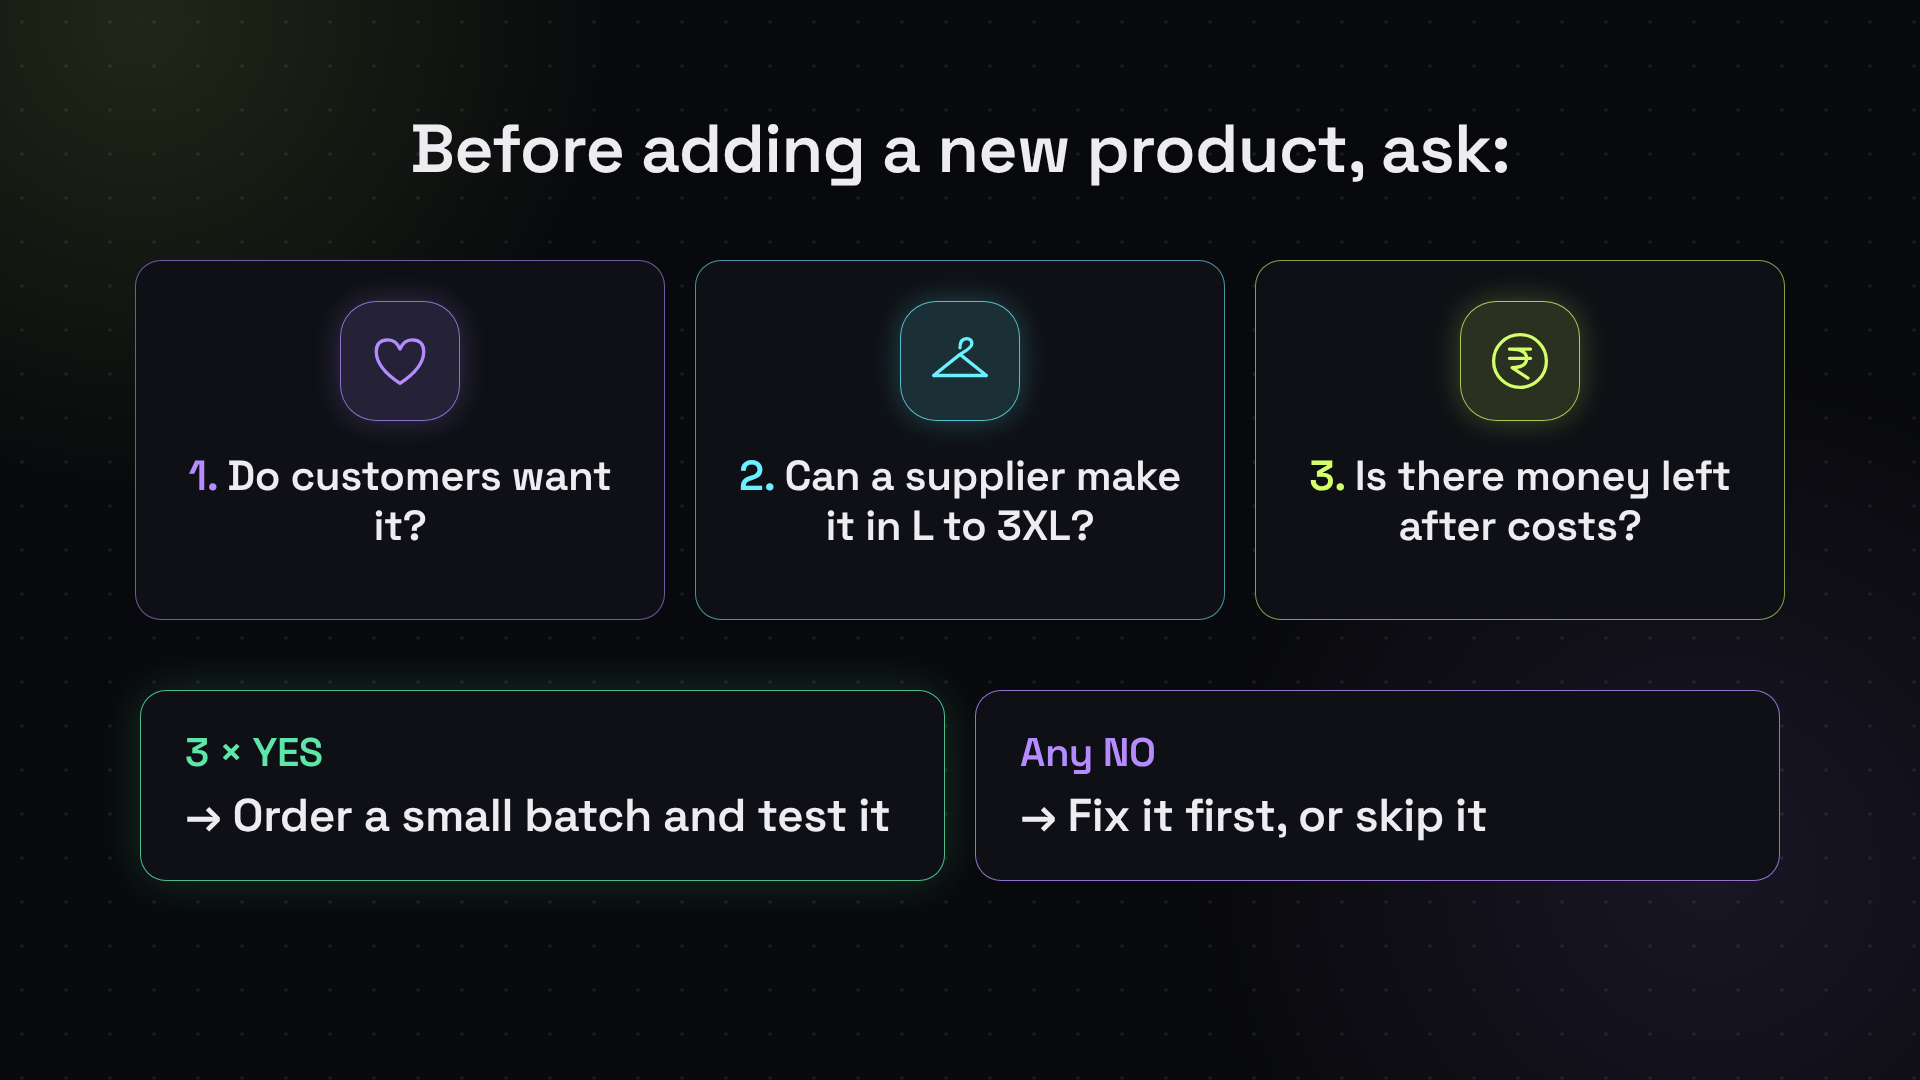 Before adding a new product, ask:
1. Do customers want
it?
2. Can a supplier make
it in L to 3XL?
3. Is there money left
after costs?
3 × YES
→ Order a small batch and test it
Any NO
→ Fix it first, or skip it